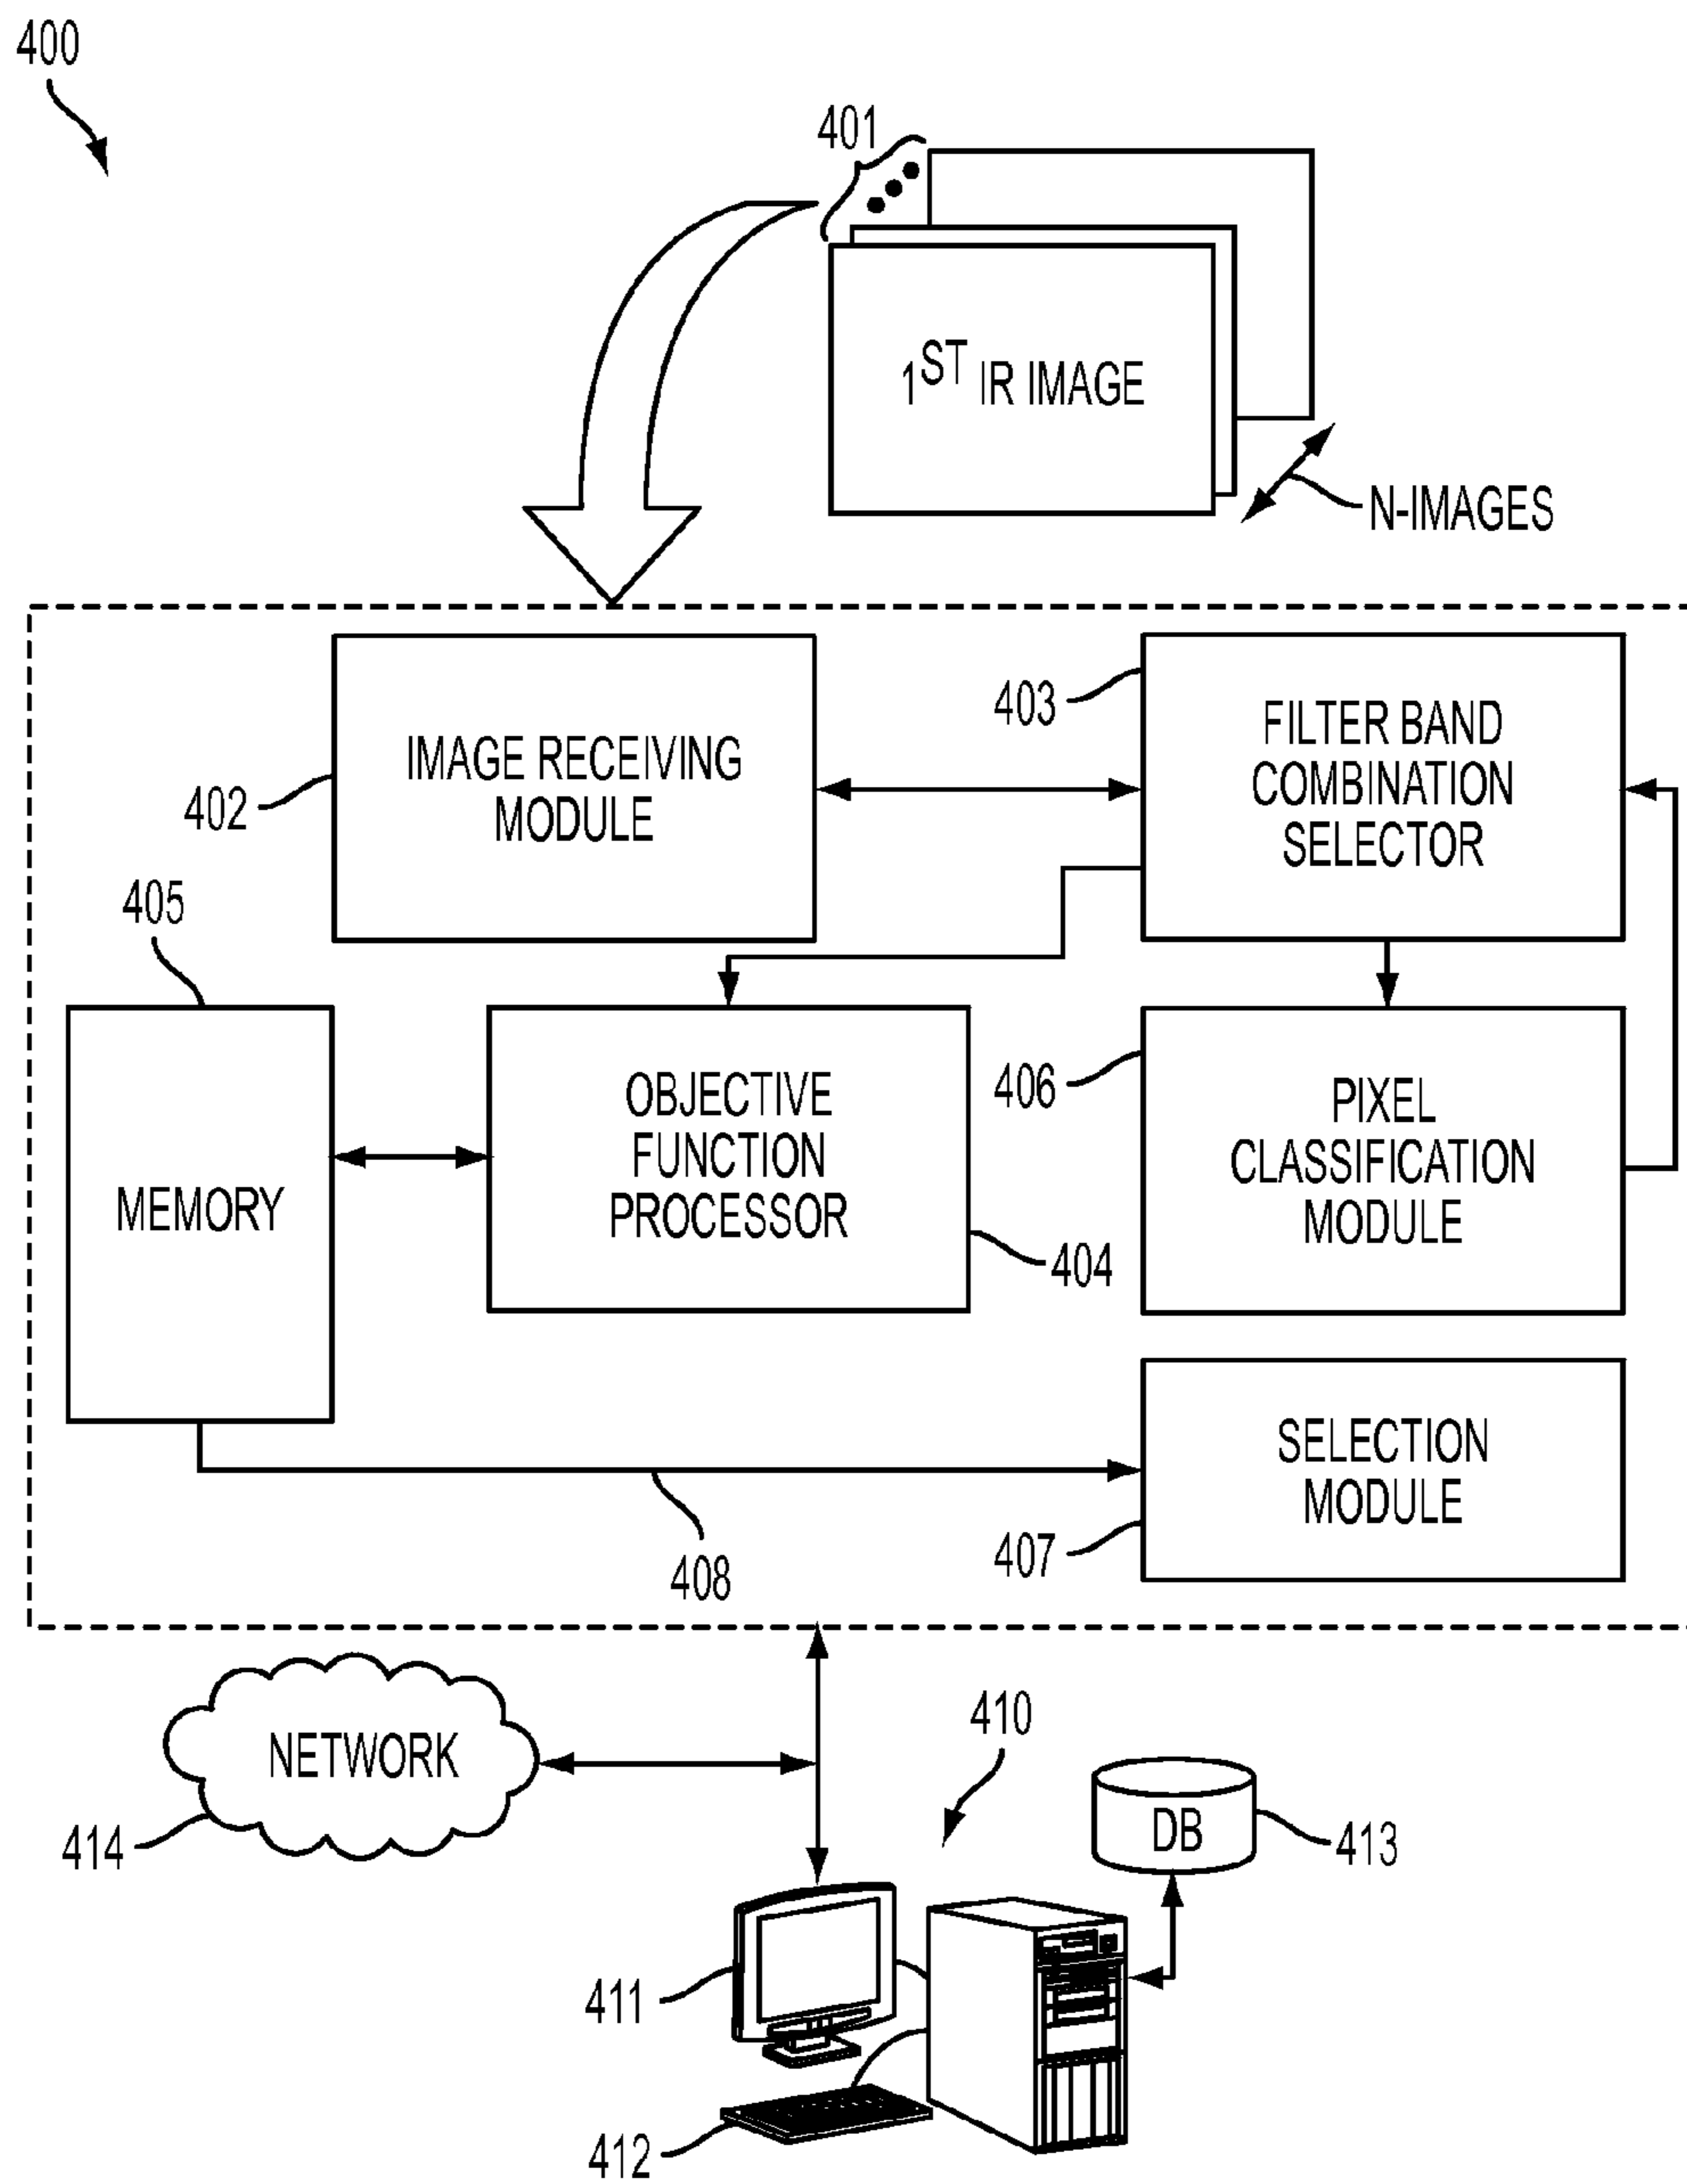 400
401
1ST IR IMAGE
N-IMAGES
IMAGE RECEIVING
MODULE
402
403
FILTER BAND
COMBINATION
SELECTOR
405
MEMORY
OBJECTIVE
FUNCTION
PROCESSOR
404
406
PIXEL
CLASSIFICATION
MODULE
SELECTION
MODULE
407
408
NETWORK
414
410
DB
413
411
412